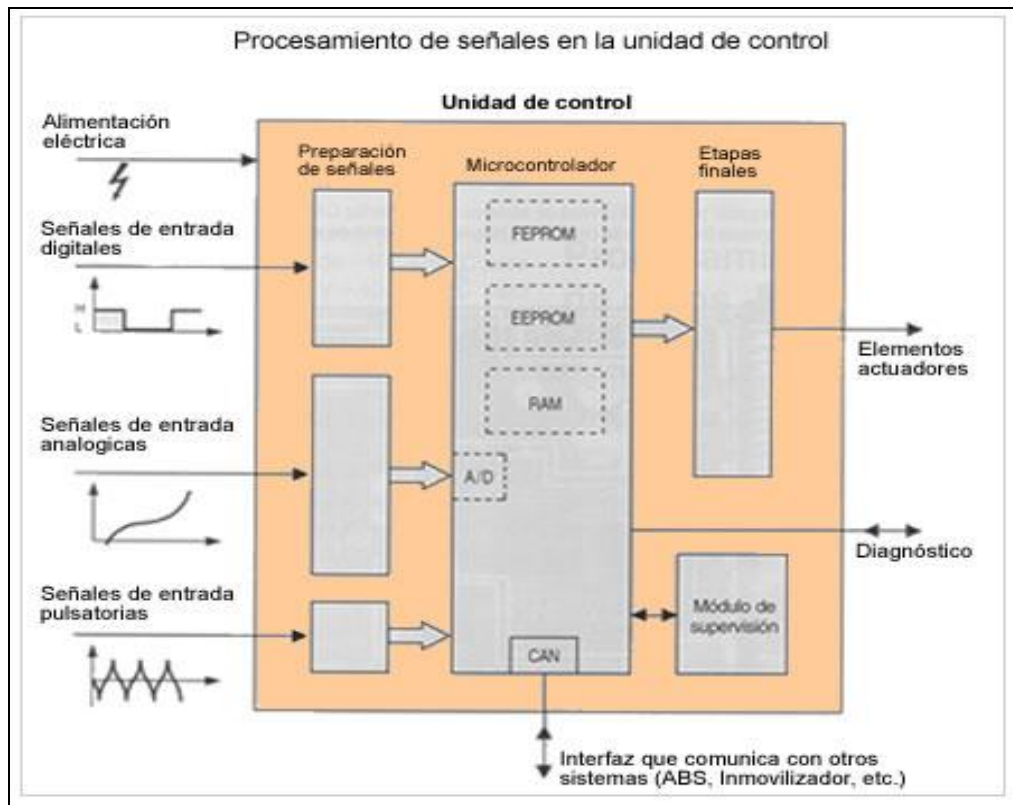 Procesamiento de señales en la unidad de control
Unidad de control
Alimentación
eléctrica
Preparación
de señales
Microcontrolador
Etapas
finales
Señales de entrada
digitales
H
L
FEPROM
EEPROM
RAM
Elementos
actuadores
Señales de entrada
analogicas
A/D
Diagnóstico
Señales de entrada
pulsatorias
Módulo de
supervisión
CAN
Interfaz que comunica con otros
sistemas (ABS, Inmovilizador, etc.)